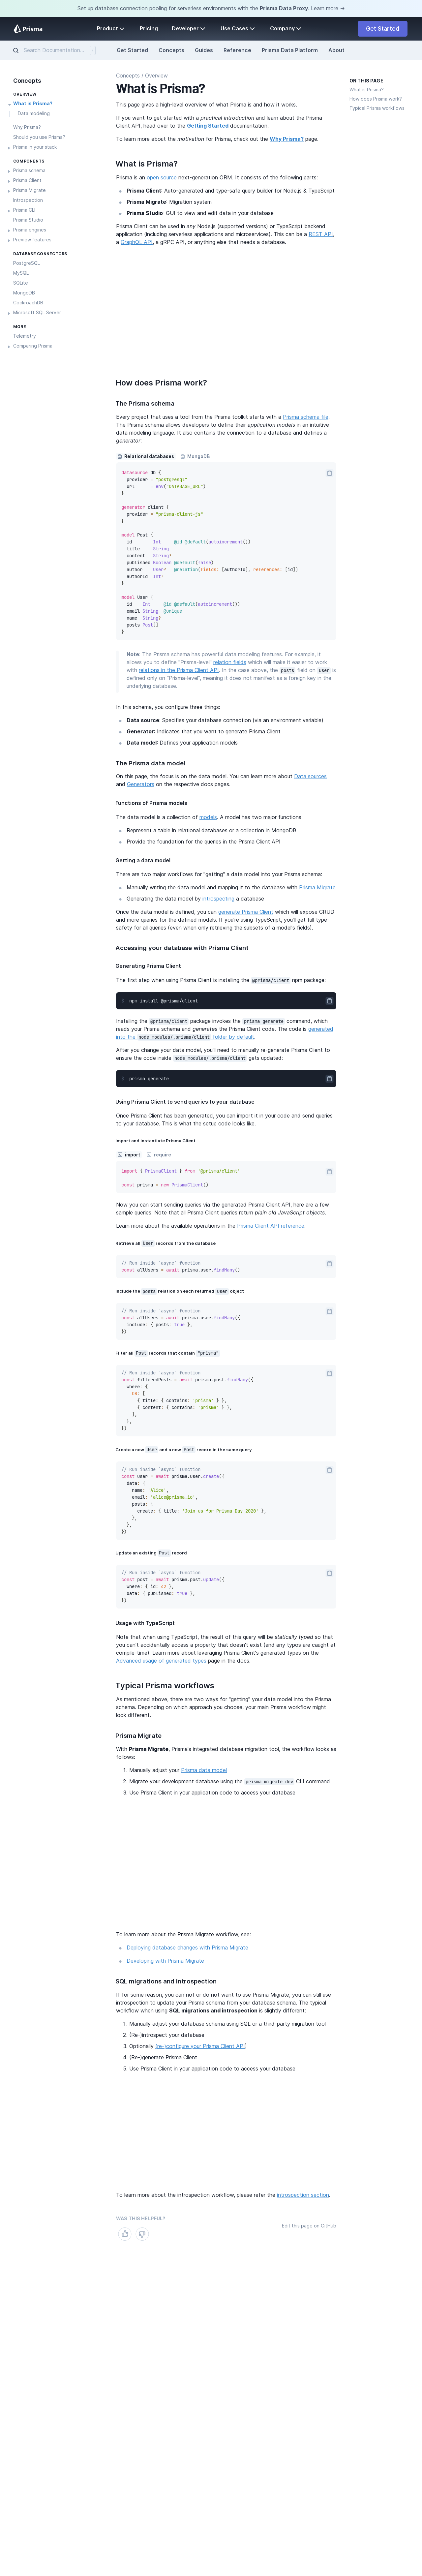 Set up database connection pooling for serverless environments with the Prisma Data Proxy. Learn more →
Prisma
Product
Pricing
Developer
Use Cases
Company
Get Started
Search Documentation...
/
Get Started
Concepts
Guides
Reference
Prisma Data Platform
About
Concepts
OVERVIEW
What is Prisma?
Data modeling
Why Prisma?
Should you use Prisma?
Prisma in your stack
COMPONENTS
Prisma schema
Prisma Client
Prisma Migrate
Introspection
Prisma CLI
Prisma Studio
Prisma engines
Preview features
DATABASE CONNECTORS
PostgreSQL
MySQL
SQLite
MongoDB
CockroachDB
Microsoft SQL Server
MORE
Telemetry
Comparing Prisma
Concepts / Overview
What is Prisma?
This page gives a high-level overview of what Prisma is and how it works.
If you want to get started with a practical introduction and learn about the Prisma
Client API, head over to the Getting Started documentation.
To learn more about the motivation for Prisma, check out the Why Prisma? page.
What is Prisma?
Prisma is an open source next-generation ORM. It consists of the following parts:
Prisma Client: Auto-generated and type-safe query builder for Node.js & TypeScript
Prisma Migrate: Migration system
Prisma Studio: GUI to view and edit data in your database
Prisma Client can be used in any Node.js (supported versions) or TypeScript backend
application (including serverless applications and microservices). This can be a REST API,
a GraphQL API, a gRPC API, or anything else that needs a database.
How does Prisma work?
The Prisma schema
Every project that uses a tool from the Prisma toolkit starts with a Prisma schema file.
The Prisma schema allows developers to define their application models in an intuitive
data modeling language. It also contains the connection to a database and defines a
generator:
Relational databases
MongoDB
datasource db {
provider = "postgresql"
url = env("DATABASE_URL")
}
generator client {
provider = "prisma-client-js"
}
model Post {
id Int @id @default(autoincrement())
title String
content String?
published Boolean @default(false)
author User? @relation(fields: [authorId], references: [id])
authorId Int?
}
model User {
id Int @id @default(autoincrement())
email String @unique
name String?
posts Post[]
}
Note: The Prisma schema has powerful data modeling features. For example, it
allows you to define "Prisma-level" relation fields which will make it easier to work
with relations in the Prisma Client API. In the case above, the posts field on User is
defined only on "Prisma-level", meaning it does not manifest as a foreign key in the
underlying database.
In this schema, you configure three things:
Data source: Specifies your database connection (via an environment variable)
Generator: Indicates that you want to generate Prisma Client
Data model: Defines your application models
The Prisma data model
On this page, the focus is on the data model. You can learn more about Data sources
and Generators on the respective docs pages.
Functions of Prisma models
The data model is a collection of models. A model has two major functions:
Represent a table in relational databases or a collection in MongoDB
Provide the foundation for the queries in the Prisma Client API
Getting a data model
There are two major workflows for "getting" a data model into your Prisma schema:
Manually writing the data model and mapping it to the database with Prisma Migrate
Generating the data model by introspecting a database
Once the data model is defined, you can generate Prisma Client which will expose CRUD
and more queries for the defined models. If you're using TypeScript, you'll get full type-
safety for all queries (even when only retrieving the subsets of a model's fields).
Accessing your database with Prisma Client
Generating Prisma Client
The first step when using Prisma Client is installing the @prisma/client npm package:
npm install @prisma/client
Installing the @prisma/client package invokes the prisma generate command, which
reads your Prisma schema and generates the Prisma Client code. The code is generated
into the node_modules/.prisma/client folder by default.
After you change your data model, you'll need to manually re-generate Prisma Client to
ensure the code inside node_modules/.prisma/client gets updated:
prisma generate
Using Prisma Client to send queries to your database
Once Prisma Client has been generated, you can import it in your code and send queries
to your database. This is what the setup code looks like.
Import and instantiate Prisma Client
import
require
import { PrismaClient } from '@prisma/client'
const prisma = new PrismaClient()
Now you can start sending queries via the generated Prisma Client API, here are a few
sample queries. Note that all Prisma Client queries return plain old JavaScript objects.
Learn more about the available operations in the Prisma Client API reference.
Retrieve all User records from the database
// Run inside `async` function
const allUsers = await prisma.user.findMany()
Include the posts relation on each returned User object
// Run inside `async` function
const allUsers = await prisma.user.findMany({
include: { posts: true },
})
Filter all Post records that contain "prisma"
// Run inside `async` function
const filteredPosts = await prisma.post.findMany({
where: {
OR: [
{ title: { contains: 'prisma' } },
{ content: { contains: 'prisma' } },
],
},
})
Create a new User and a new Post record in the same query
// Run inside `async` function
const user = await prisma.user.create({
data: {
name: 'Alice',
email: 'alice@prisma.io',
posts: {
create: { title: 'Join us for Prisma Day 2020' },
},
},
})
Update an existing Post record
// Run inside `async` function
const post = await prisma.post.update({
where: { id: 42 },
data: { published: true },
})
Usage with TypeScript
Note that when using TypeScript, the result of this query will be statically typed so that
you can't accidentally access a property that doesn't exist (and any typos are caught at
compile-time). Learn more about leveraging Prisma Client's generated types on the
Advanced usage of generated types page in the docs.
Typical Prisma workflows
As mentioned above, there are two ways for "getting" your data model into the Prisma
schema. Depending on which approach you choose, your main Prisma workflow might
look different.
Prisma Migrate
With Prisma Migrate, Prisma's integrated database migration tool, the workflow looks as
follows:
1. Manually adjust your Prisma data model
2. Migrate your development database using the prisma migrate dev CLI command
3. Use Prisma Client in your application code to access your database
To learn more about the Prisma Migrate workflow, see:
Deploying database changes with Prisma Migrate
Developing with Prisma Migrate
SQL migrations and introspection
If for some reason, you can not or do not want to use Prisma Migrate, you can still use
introspection to update your Prisma schema from your database schema. The typical
workflow when using SQL migrations and introspection is slightly different:
1. Manually adjust your database schema using SQL or a third-party migration tool
2. (Re-)introspect your database
3. Optionally (re-)configure your Prisma Client API)
4. (Re-)generate Prisma Client
5. Use Prisma Client in your application code to access your database
To learn more about the introspection workflow, please refer the introspection section.
WAS THIS HELPFUL?
Edit this page on GitHub
ON THIS PAGE
What is Prisma?
How does Prisma work?
Typical Prisma workflows